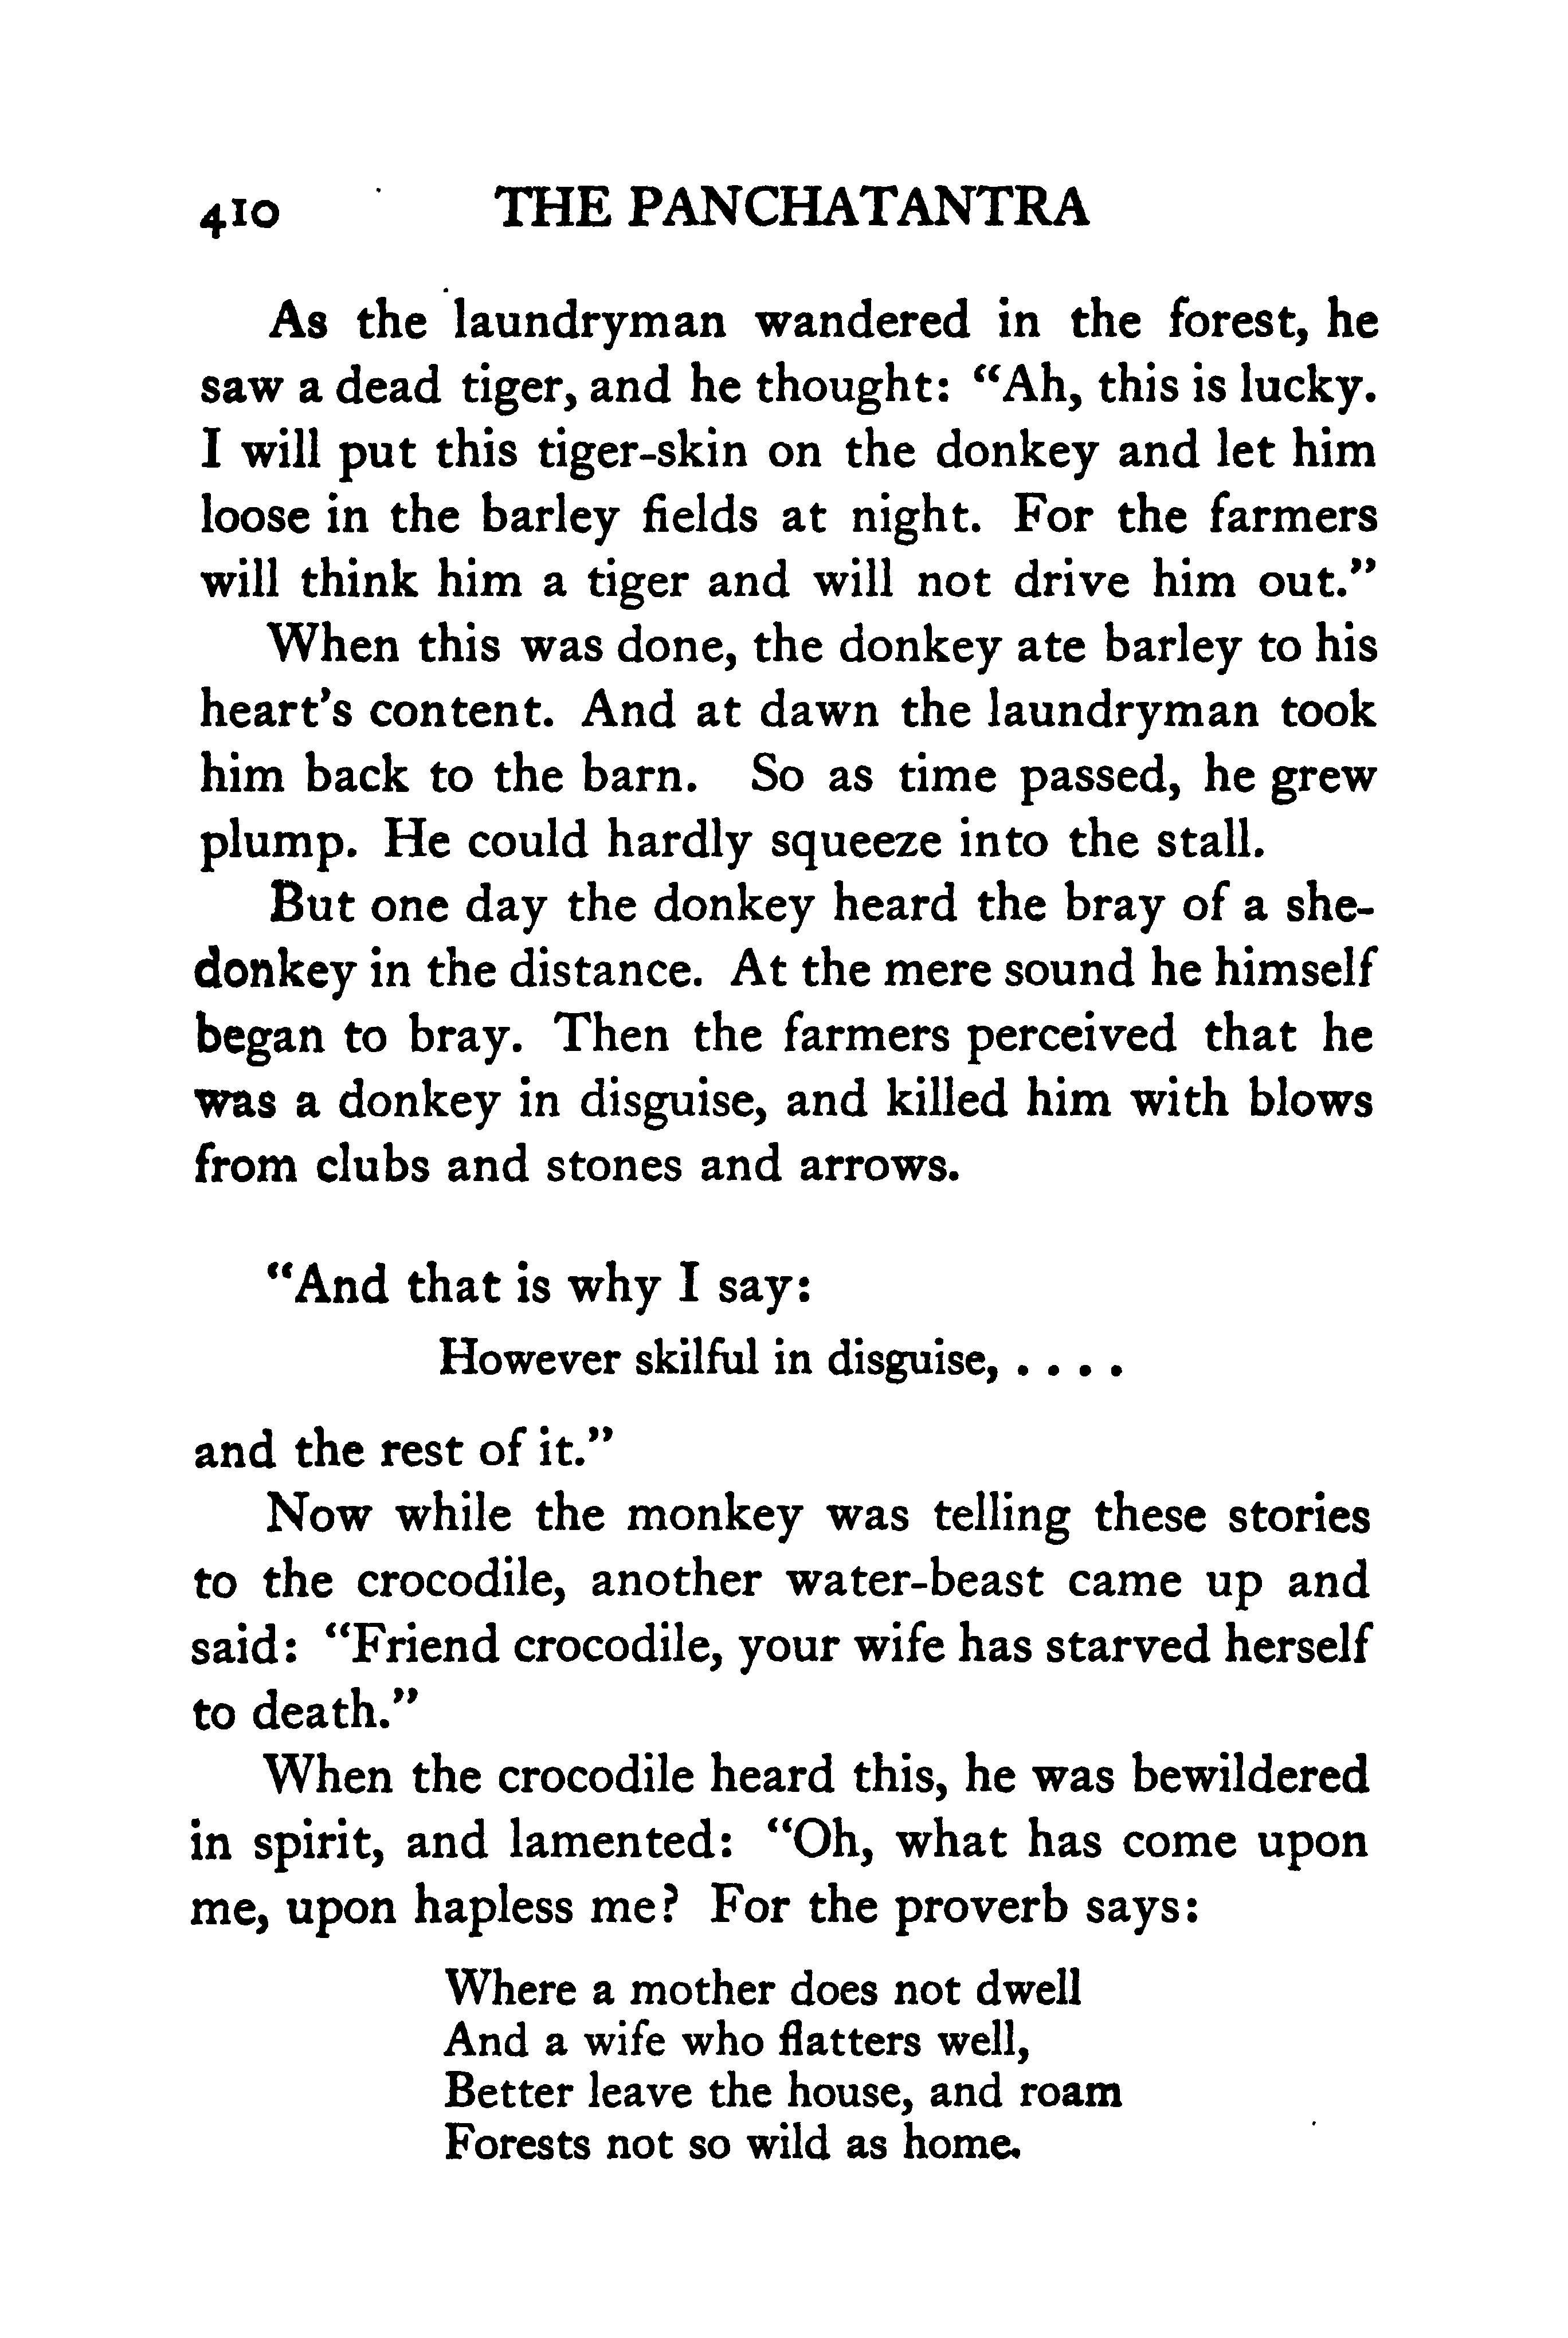 410 THE PANCHATANTRA
As the laundryman wandered in the forest, he
saw a dead tiger, and he thought: “Ah, this is lucky.
I will put this tiger-skin on the donkey and let him
loose in the barley fields at night. For the farmers
will think him a tiger and will not drive him out.”
When this was done, the donkey ate barley to his
heart’s content. And at dawn the laundryman took
him back to the barn. So as time passed, he grew
plump. He could hardly squeeze into the stall.
But one day the donkey heard the bray of a she-
donkey in the distance. At the mere sound he himself
began to bray. Then the farmers perceived that he
was a donkey in disguise, and killed him with blows
from clubs and stones and arrows.
“And that is why I say:
However skilful in disguise, . . . .
and the rest of it.”
Now while the monkey was telling these stories
to the crocodile, another water-beast came up and
said: “Friend crocodile, your wife has starved herself
to death.”
When the crocodile heard this, he was bewildered
in spirit, and lamented: “Oh, what has come upon
me, upon hapless me? For the proverb says:
Where a mother does not dwell
And a wife who flatters well,
Better leave the house, and roam
Forests not so wild as home.